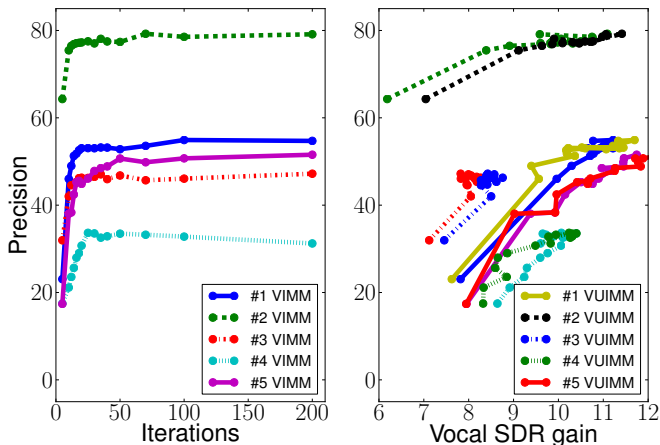 Precision
80
60
40
20
0
0 50 100 150 200
Iterations
#1 VIMM
#2 VIMM
#3 VIMM
#4 VIMM
#5 VIMM
80
60
40
20
0
6 7 8 9 10 11 12
Vocal SDR gain
#1 VUIMM
#2 VUIMM
#3 VUIMM
#4 VUIMM
#5 VUIMM